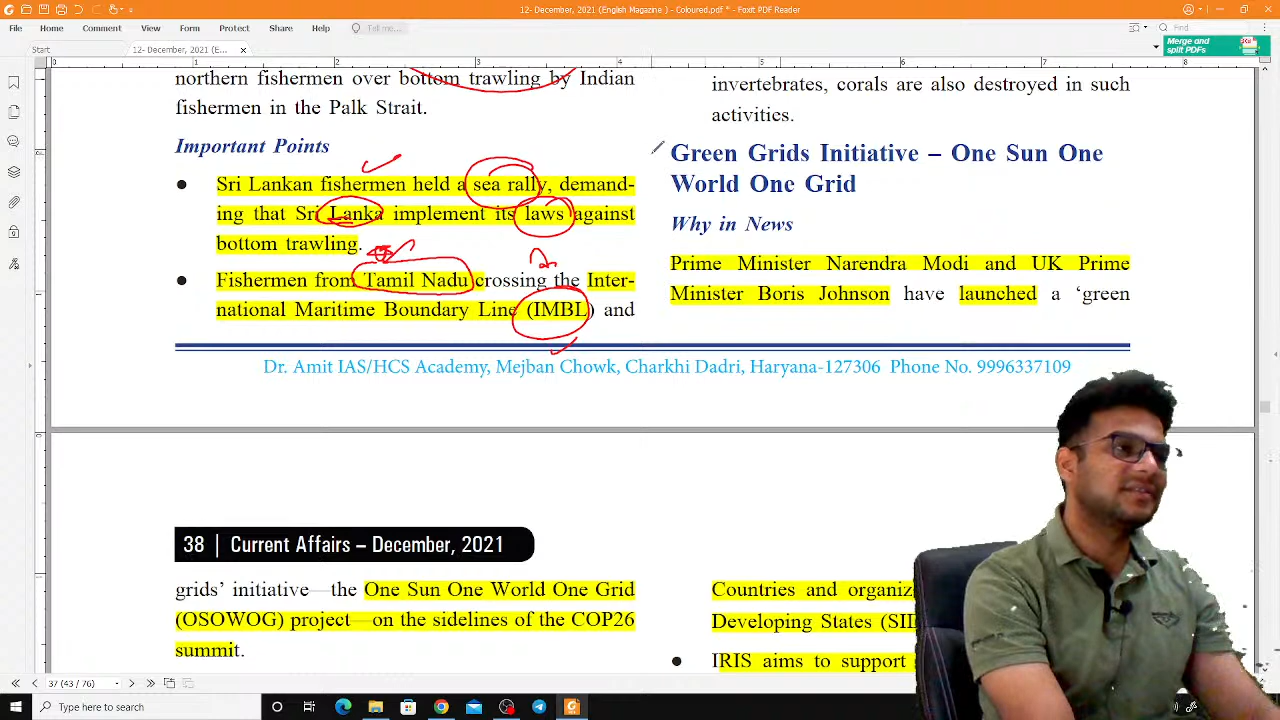 12- December, 2021 (English Magazine ) - Coloured.pdf * - Foxit PDF Reader
File Home Comment View Form Protect Share Help Tell me... Find
Merge and split PDFs
Start 12- December, 2021 (E...
northern fishermen over bottom trawling by Indian
fishermen in the Palk Strait.
Important Points
● Sri Lankan fishermen held a sea rally, demand-
ing that Sri Lanka implement its laws against
bottom trawling.
● Fishermen from Tamil Nadu crossing the Inter-
national Maritime Boundary Line (IMBL) and
invertebrates, corals are also destroyed in such
activities.
Green Grids Initiative – One Sun One
World One Grid
Why in News
Prime Minister Narendra Modi and UK Prime
Minister Boris Johnson have launched a ‘green
Dr. Amit IAS/HCS Academy, Mejban Chowk, Charkhi Dadri, Haryana-127306 Phone No. 9996337109
38 | Current Affairs – December, 2021
grids’ initiative—the One Sun One World One Grid
(OSOWOG) project—on the sidelines of the COP26
summit.
Countries and organiz
Developing States (SI
● IRIS aims to support
37 (43 / 76)
Type here to search